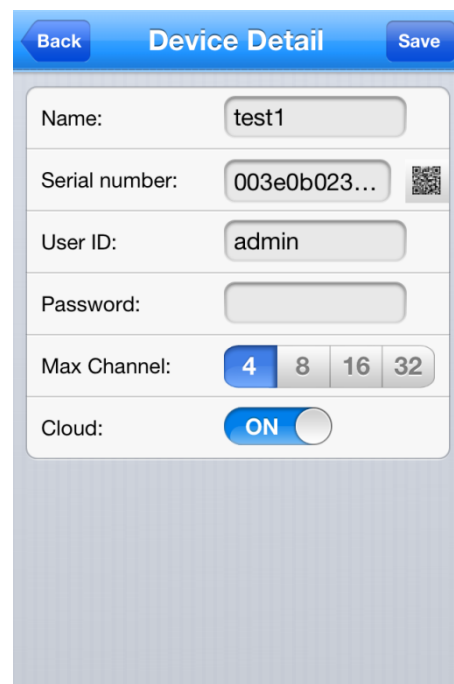 Back Device Detail Save
Name: test1
Serial number: 003e0b023...
User ID: admin
Password:
Max Channel: 4 8 16 32
Cloud: ON